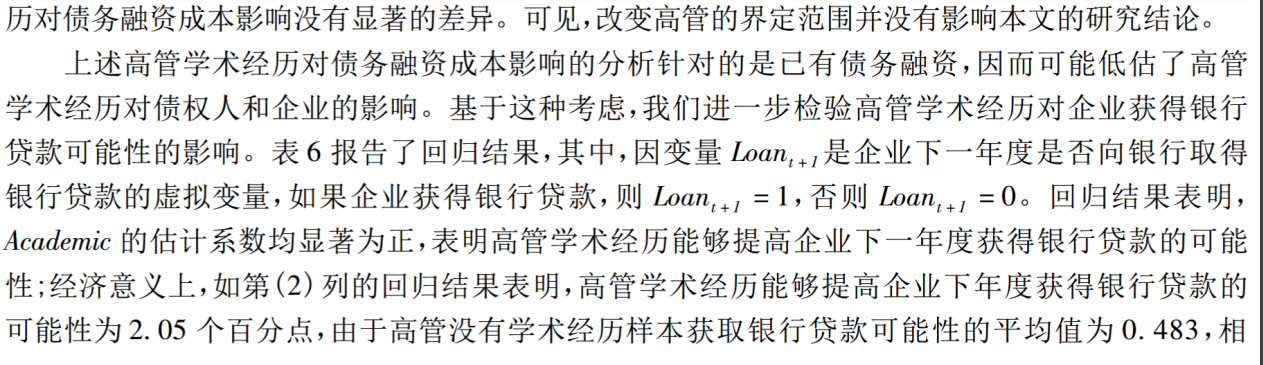 历对债务融资成本影响没有显著的差异。可见,改变高管的界定范围并没有影响本文的研究结论。
上述高管学术经历对债务融资成本影响的分析针对的是已有债务融资,因而可能低估了高管
学术经历对债权人和企业的影响。基于这种考虑,我们进一步检验高管学术经历对企业获得银行
贷款可能性的影响。表 6 报告了回归结果,其中,因变量 Loan_{t+1} 是企业下一年度是否向银行取得
银行贷款的虚拟变量,如果企业获得银行贷款,则 Loan_{t+1} = 1,否则 Loan_{t+1} = 0。回归结果表明,
Academic 的估计系数均显著为正,表明高管学术经历能够提高企业下一年度获得银行贷款的可能
性;经济意义上,如第(2)列的回归结果表明,高管学术经历能够提高企业下年度获得银行贷款的
可能性为 2.05 个百分点,由于高管没有学术经历样本获取银行贷款可能性的平均值为 0.483,相